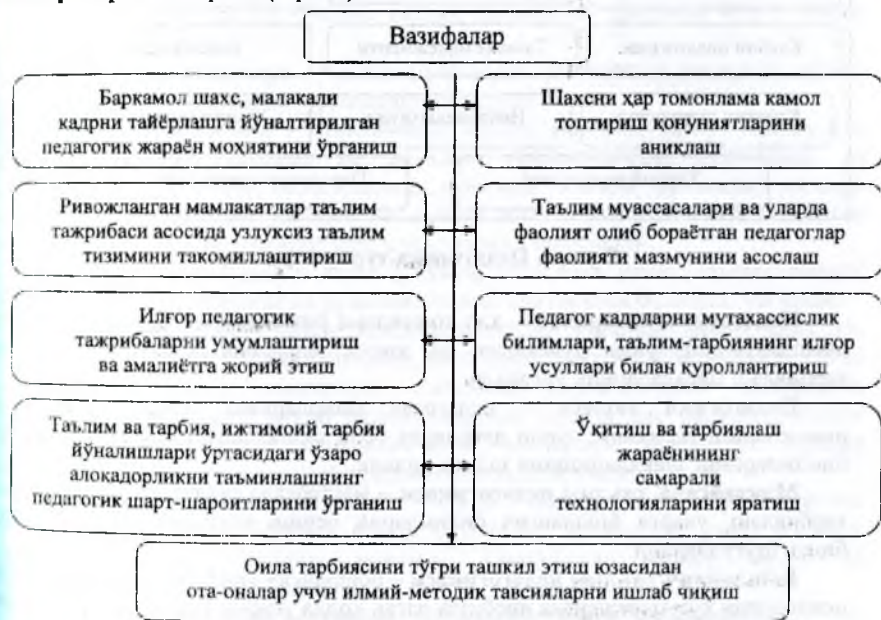 Вазифалар
Баркамол шахс, малакали
кадрни тайёрлашга йўналтирилган
педагогик жараён моҳиятини ўрганиш
Шахсни ҳар томонлама камол
топтириш қонуниятларини
аниқлаш
Ривожланган мамлакатлар таълим
тажрибаси асосида узлуксиз таълим
тизимини такомиллаштириш
Таълим муассасалари ва уларда
фаолият олиб бораётган педагоглар
фаолияти мазмунини асослаш
Илғор педагогик
тажрибаларни умумлаштириш
ва амалиётга жорий этиш
Педагог кадрларни мутахассислик
билимлари, таълим-тарбиянинг илғор
усуллари билан қуроллантириш
Таълим ва тарбия, ижтимоий тарбия
йўналишлари ўртасидаги ўзаро
алоқадорликни таъминлашнинг
педагогик шарт-шароитларини ўрганиш
Ўқитиш ва тарбиялаш
жараёнининг
самарали
технологияларини яратиш
Оила тарбиясини тўғри ташкил этиш юзасидан
ота-оналар учун илмий-методик тавсияларни ишлаб чиқиш